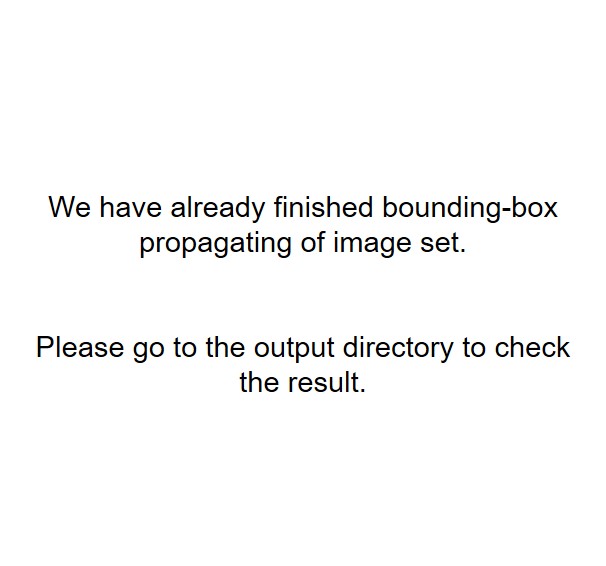 We have already finished bounding-box
propagating of image set.
Please go to the output directory to check
the result.